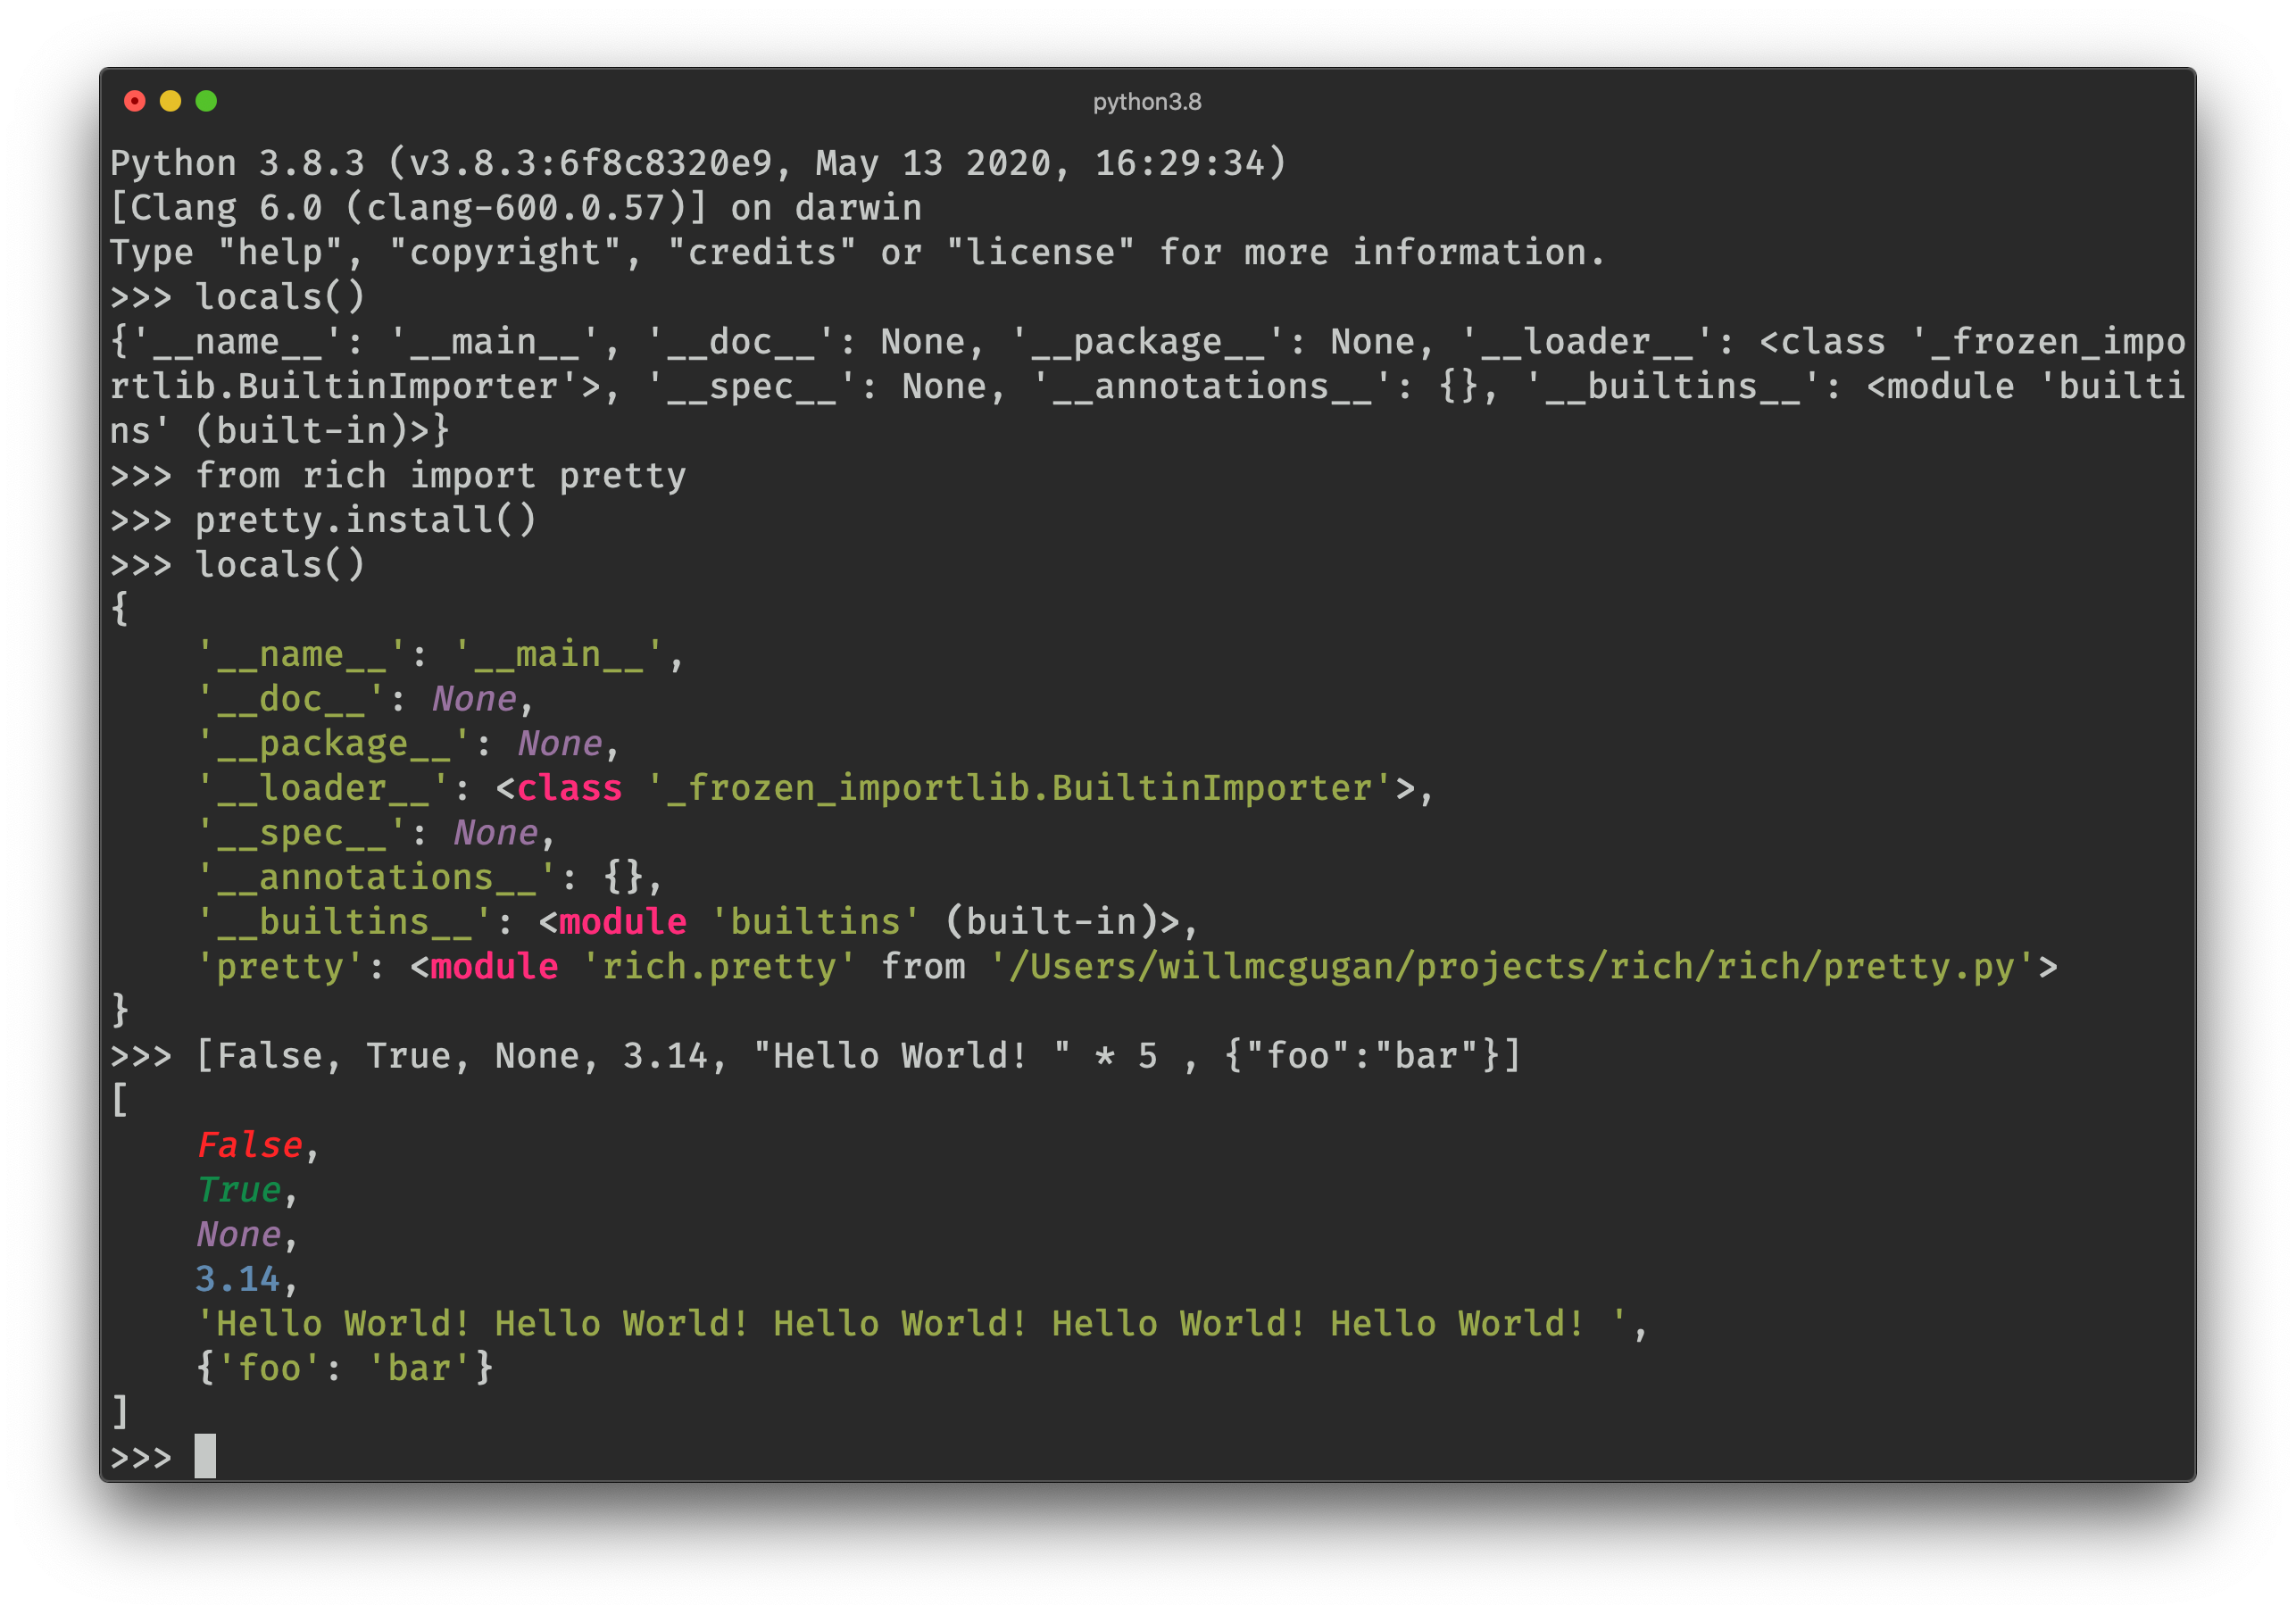 python3.8
Python 3.8.3 (v3.8.3:6f8c8320e9, May 13 2020, 16:29:34)
[Clang 6.0 (clang-600.0.57)] on darwin
Type "help", "copyright", "credits" or "license" for more information.
>>> locals()
{'__name__': '__main__', '__doc__': None, '__package__': None, '__loader__': <class '_frozen_impo
rtlib.BuiltinImporter'>, '__spec__': None, '__annotations__': {}, '__builtins__': <module 'builti
ns' (built-in)>}
>>> from rich import pretty
>>> pretty.install()
>>> locals()
{
    '__name__': '__main__',
    '__doc__': None,
    '__package__': None,
    '__loader__': <class '_frozen_importlib.BuiltinImporter'>,
    '__spec__': None,
    '__annotations__': {},
    '__builtins__': <module 'builtins' (built-in)>,
    'pretty': <module 'rich.pretty' from '/Users/willmcgugan/projects/rich/rich/pretty.py'>
}
>>> [False, True, None, 3.14, "Hello World! " * 5 , {"foo":"bar"}]
[
    False,
    True,
    None,
    3.14,
    'Hello World! Hello World! Hello World! Hello World! Hello World! ',
    {'foo': 'bar'}
]
>>>